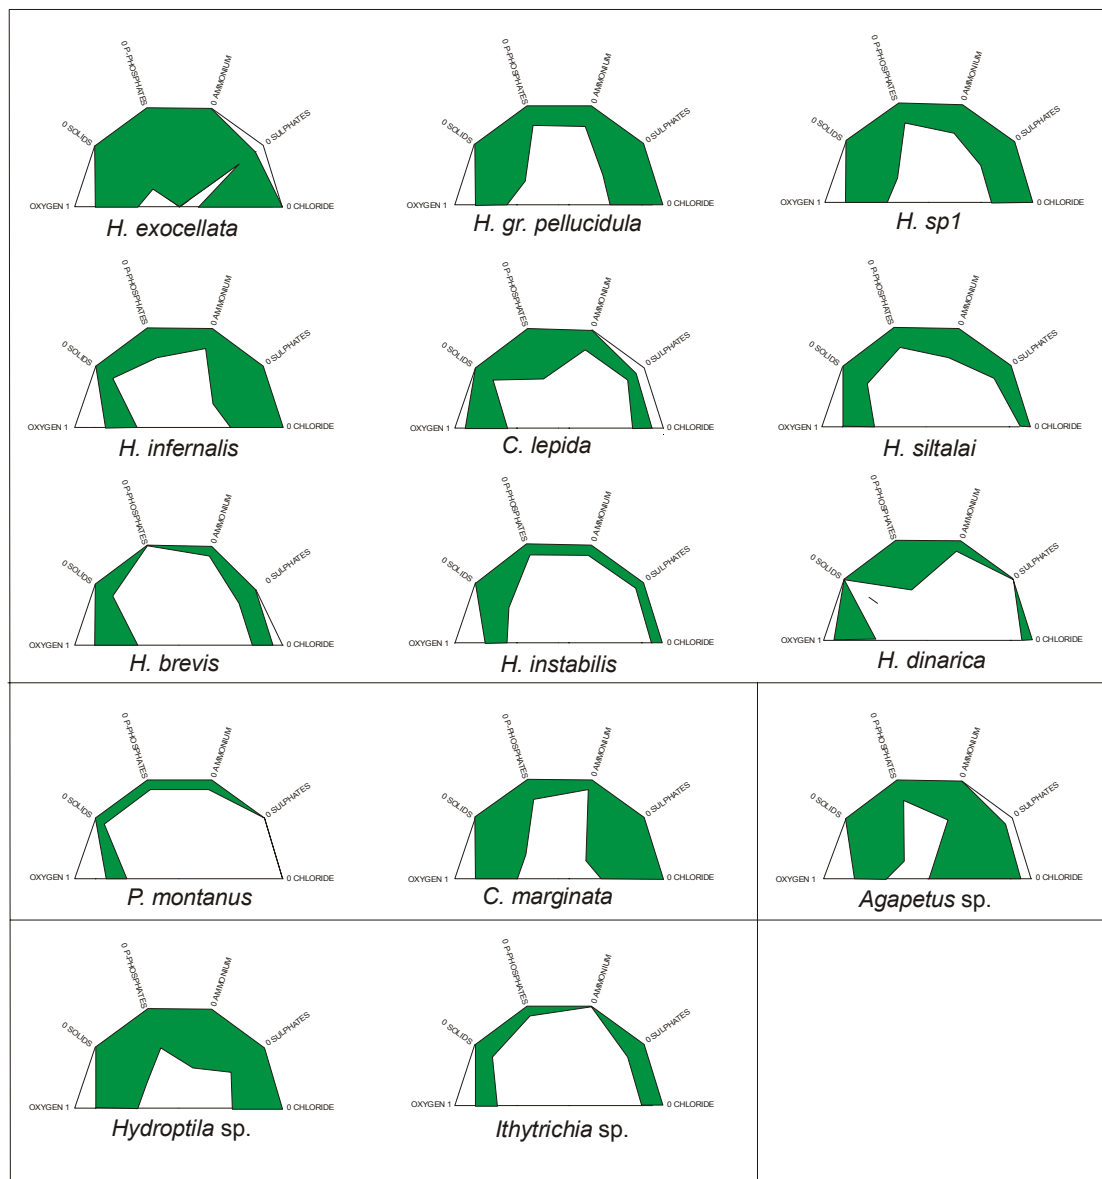 0 P-PHOSPHATES
0 AMMONIUM
0 SOLIDS
0 SULPHATES
OXYGEN 1
0 CHLORIDE
H. exocellata
0 P-PHOSPHATES
0 AMMONIUM
0 SOLIDS
0 SULPHATES
OXYGEN 1
0 CHLORIDE
H. gr. pellucidula
0 P-PHOSPHATES
0 AMMONIUM
0 SOLIDS
0 SULPHATES
OXYGEN 1
0 CHLORIDE
H. sp1
0 P-PHOSPHATES
0 AMMONIUM
0 SOLIDS
0 SULPHATES
OXYGEN 1
0 CHLORIDE
H. infernalis
0 P-PHOSPHATES
0 AMMONIUM
0 SOLIDS
0 SULPHATES
OXYGEN 1
0 CHLORIDE
C. lepida
0 P-PHOSPHATES
0 AMMONIUM
0 SOLIDS
0 SULPHATES
OXYGEN 1
0 CHLORIDE
H. siltalai
0 P-PHOSPHATES
0 AMMONIUM
0 SOLIDS
0 SULPHATES
OXYGEN 1
0 CHLORIDE
H. brevis
0 P-PHOSPHATES
0 AMMONIUM
0 SOLIDS
0 SULPHATES
OXYGEN 1
0 CHLORIDE
H. instabilis
0 P-PHOSPHATES
0 AMMONIUM
0 SOLIDS
0 SULPHATES
OXYGEN 1
0 CHLORIDE
H. dinarica
0 P-PHOSPHATES
0 AMMONIUM
0 SOLIDS
0 SULPHATES
OXYGEN 1
0 CHLORIDE
P. montanus
0 P-PHOSPHATES
0 AMMONIUM
0 SOLIDS
0 SULPHATES
OXYGEN 1
0 CHLORIDE
C. marginata
0 P-PHOSPHATES
0 AMMONIUM
0 SOLIDS
0 SULPHATES
OXYGEN 1
0 CHLORIDE
Agapetus sp.
0 P-PHOSPHATES
0 AMMONIUM
0 SOLIDS
0 SULPHATES
OXYGEN 1
0 CHLORIDE
Hydroptila sp.
0 P-PHOSPHATES
0 AMMONIUM
0 SOLIDS
0 SULPHATES
OXYGEN 1
0 CHLORIDE
Ithytrichia sp.